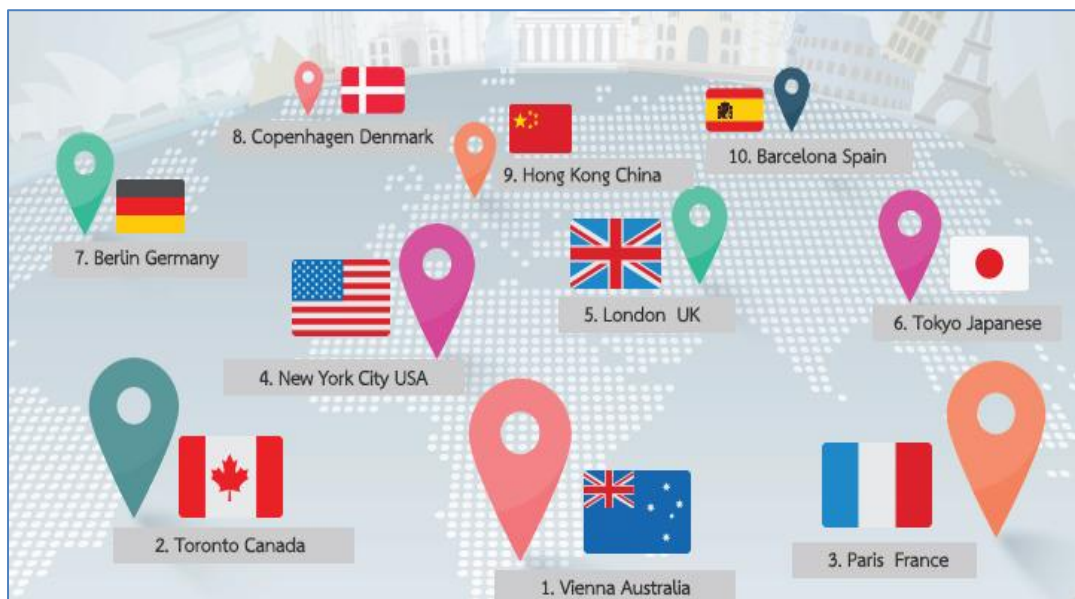 8. Copenhagen Denmark
9. Hong Kong China
10. Barcelona Spain
7. Berlin Germany
5. London UK
6. Tokyo Japanese
4. New York City USA
2. Toronto Canada
3. Paris France
1. Vienna Australia